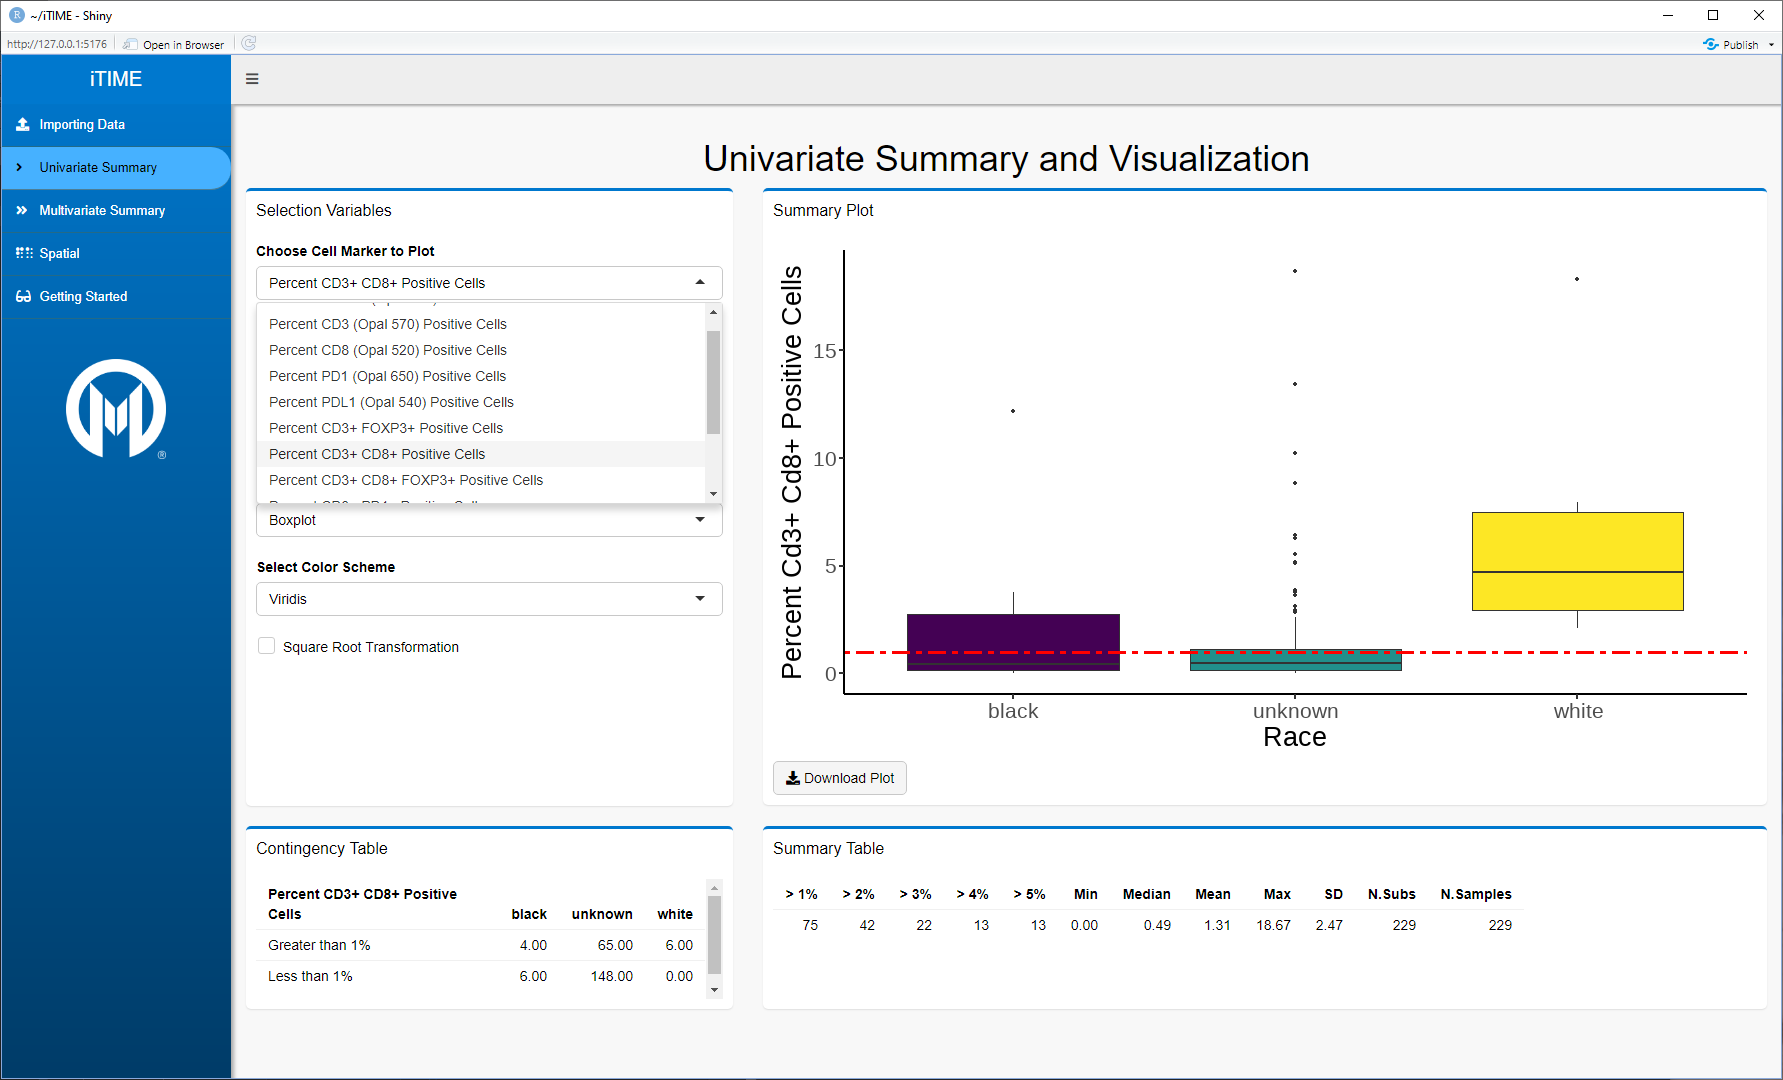 ~/iTIME - Shiny
http://127.0.0.1:5176
Open in Browser
Publish
iTIME
Importing Data
Univariate Summary
Multivariate Summary
Spatial
Getting Started
®
Univariate Summary and Visualization
Selection Variables
Choose Cell Marker to Plot
Percent CD3+ CD8+ Positive Cells
Percent CD3 (Opal 570) Positive Cells
Percent CD8 (Opal 520) Positive Cells
Percent PD1 (Opal 650) Positive Cells
Percent PDL1 (Opal 540) Positive Cells
Percent CD3+ FOXP3+ Positive Cells
Percent CD3+ CD8+ Positive Cells
Percent CD3+ CD8+ FOXP3+ Positive Cells
Boxplot
Select Color Scheme
Viridis
Square Root Transformation
Summary Plot
Percent Cd3+ Cd8+ Positive Cells
15
10
5
0
black unknown white
Race
Download Plot
Contingency Table
Percent CD3+ CD8+ Positive
Cells black unknown white
Greater than 1% 4.00 65.00 6.00
Less than 1% 6.00 148.00 0.00
Summary Table
> 1% > 2% > 3% > 4% > 5% Min Median Mean Max SD N.Subs N.Samples
75 42 22 13 13 0.00 0.49 1.31 18.67 2.47 229 229